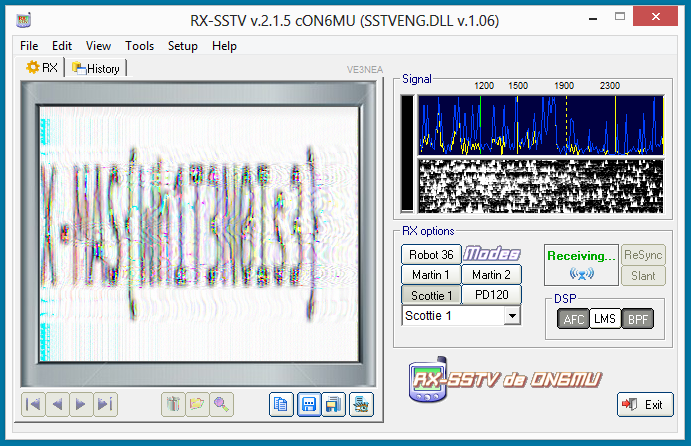 RX-SSTV v.2.1.5 cON6MU (SSTVENG.DLL v.1.06)
File Edit View Tools Setup Help
RX History
VE3NEA
Signal
1200 1500 1900 2300
RX options
Robot 36 Modes
Martin 1 Martin 2
Scottie 1 PD120
Scottie 1
Receiving...
ReSync
Slant
DSP
AFC LMS BPF
RX-SSTV de ON6MU
Exit